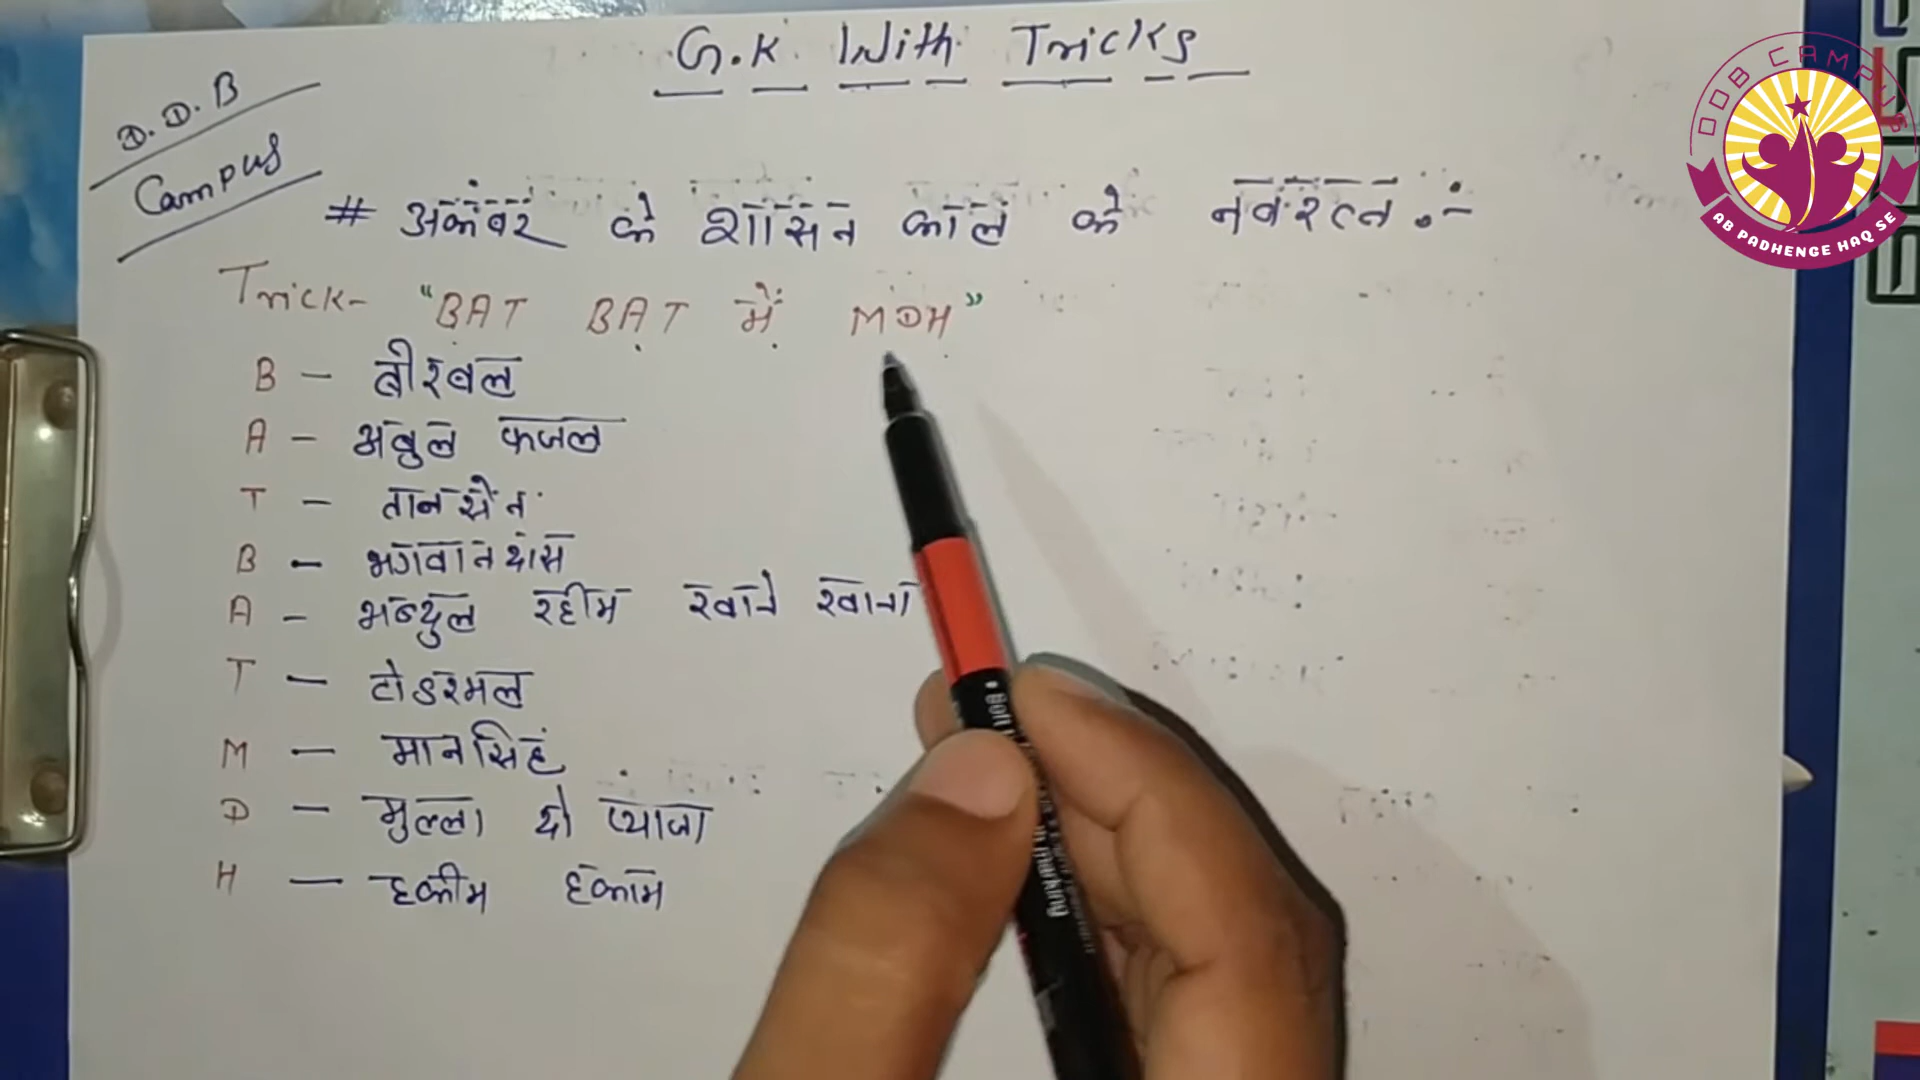 G.K With Tricks
D.D.B
Campus
# अकबर के शासन काल के नवरत्न :-
Trick- "BAT BAT में MDH"
B - बीरबल
A - अबुल फजल
T - तानसेन
B - भगवानदास
A - अब्दुल रहीम खाने खाना
T - टोडरमल
M - मानसिहं
D - मुल्ला दो प्याजा
H - हकीम हकाम
DDB CAMPUS
AB PADHENGE HAQ SE